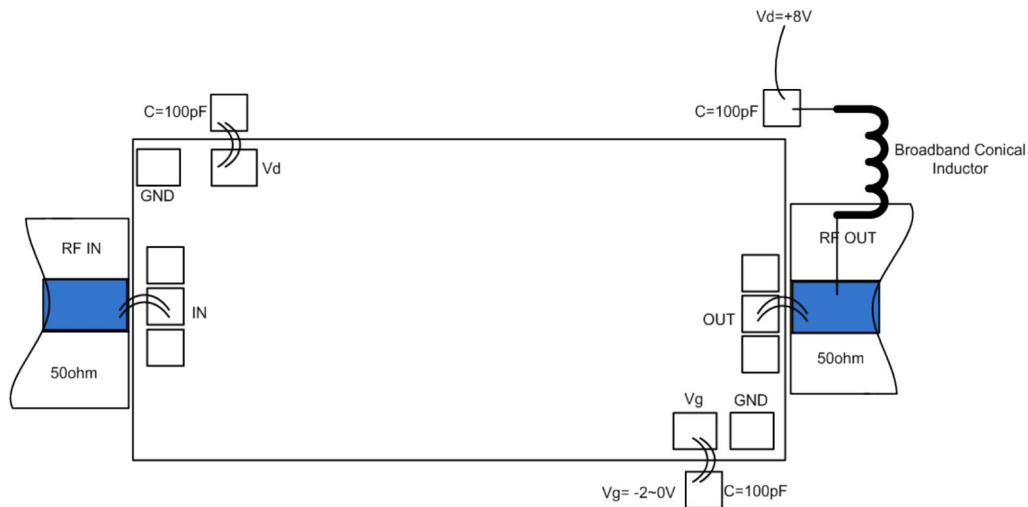 Vd=+8V
C=100pF
C=100pF
Broadband Conical
Inductor
Vd
GND
RF IN
RF OUT
IN
OUT
50ohm
50ohm
Vg
GND
Vg= -2~0V
C=100pF